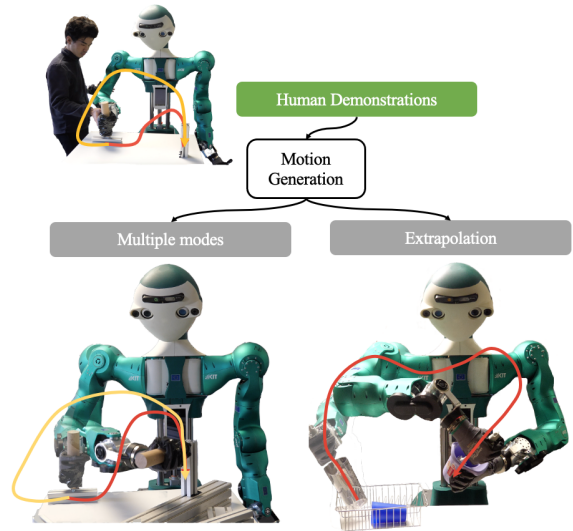 Human Demonstrations
Motion
Generation
Multiple modes
Extrapolation